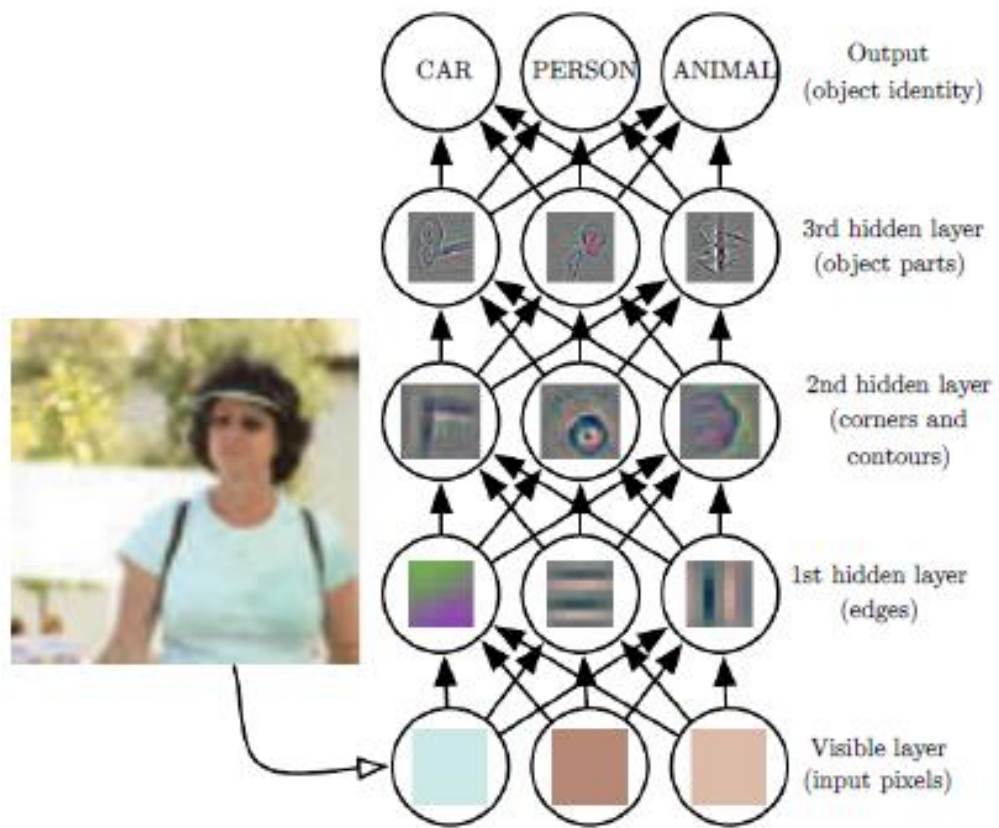 CAR PERSON ANIMAL
Output
(object identity)
3rd hidden layer
(object parts)
2nd hidden layer
(corners and
contours)
1st hidden layer
(edges)
Visible layer
(input pixels)